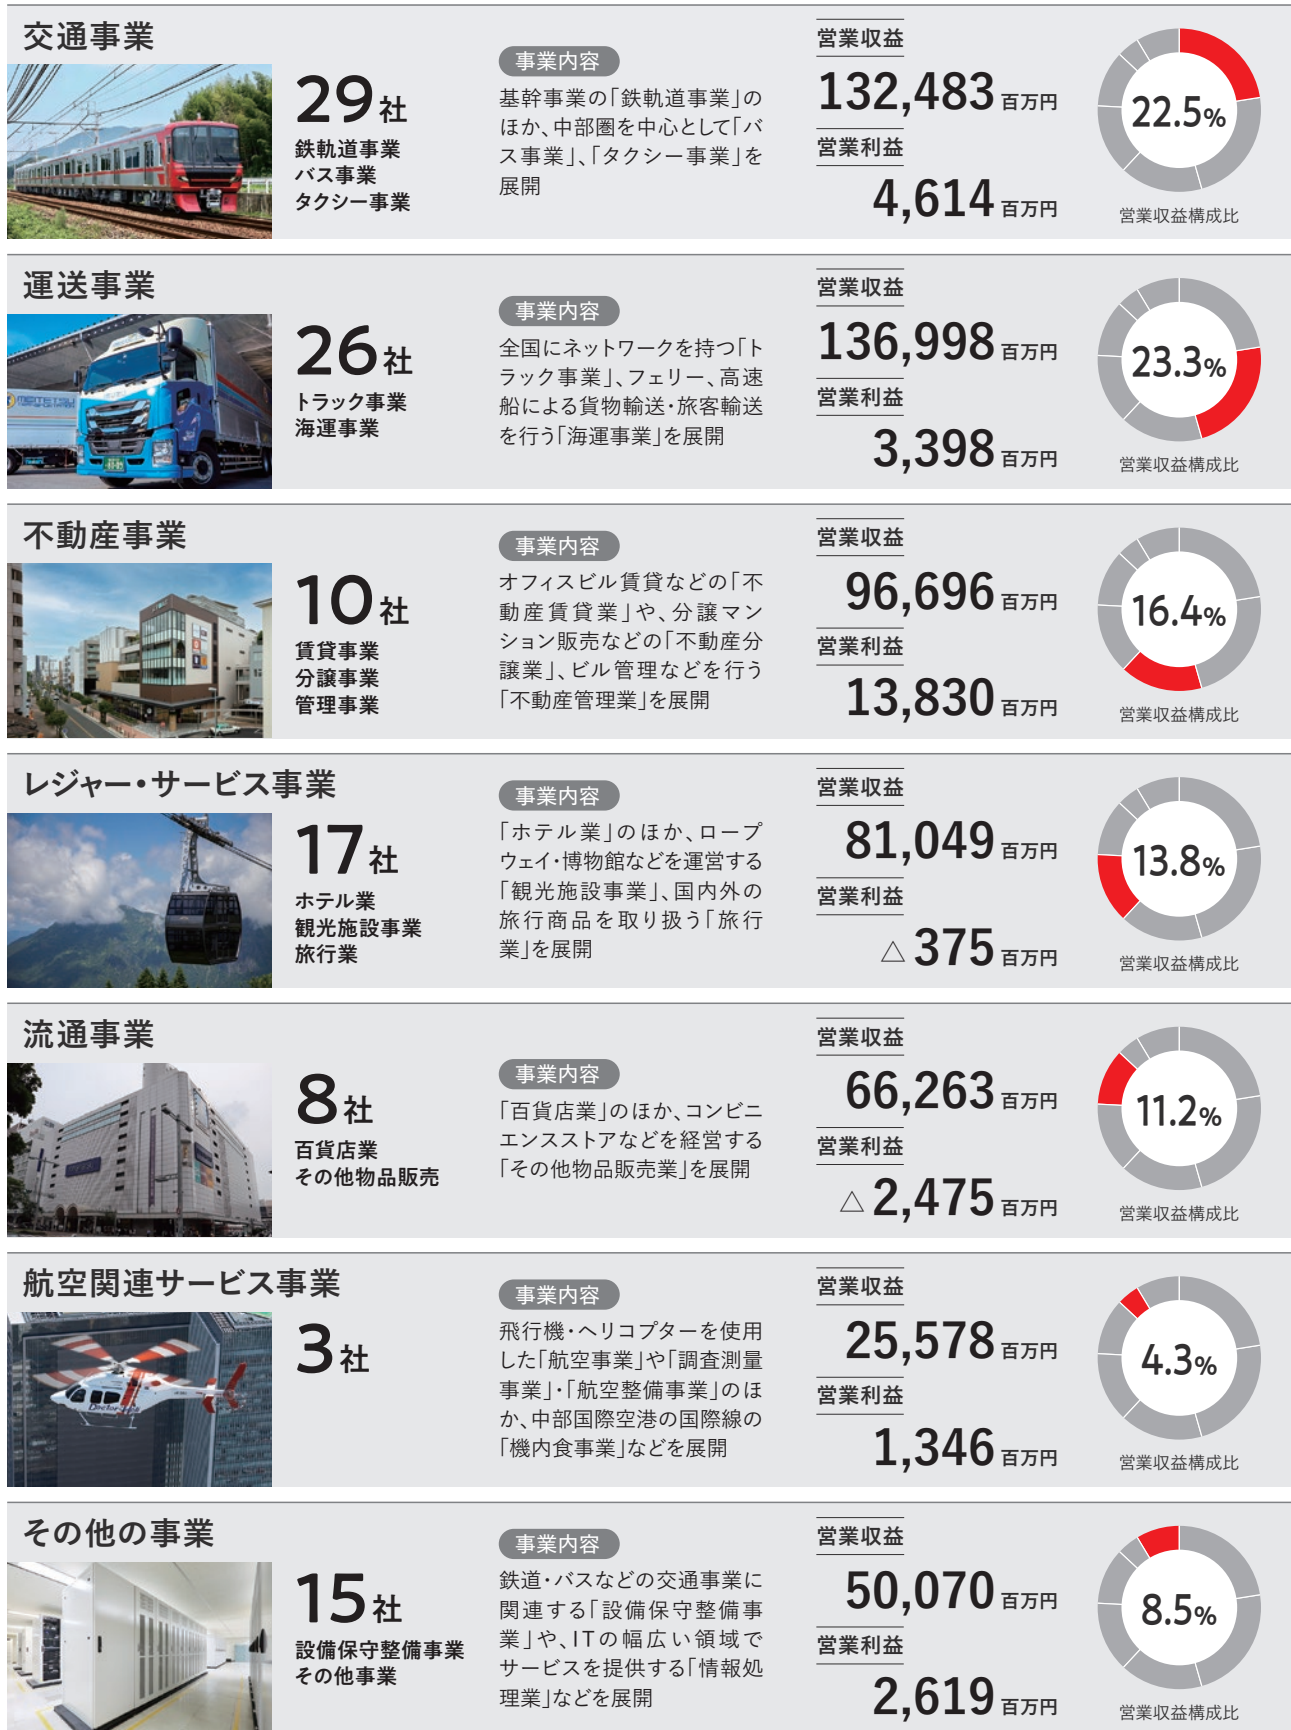 交通事業
29社
鉄軌道事業
バス事業
タクシー事業
事業内容
基幹事業の「鉄軌道事業」の
ほか、中部圏を中心として「バ
ス事業」、「タクシー事業」を
展開
営業収益
132,483百万円
営業利益
4,614百万円
22.5%
営業収益構成比
運送事業
MEITETSU
26社
トラック事業
海運事業
事業内容
全国にネットワークを持つ「ト
ラック事業」、フェリー、高速
船による貨物輸送・旅客輸送
を行う「海運事業」を展開
営業収益
136,998百万円
営業利益
3,398百万円
23.3%
営業収益構成比
不動産事業
10社
賃貸事業
分譲事業
管理事業
事業内容
オフィスビル賃貸などの「不
動産賃貸業」や、分譲マン
ション販売などの「不動産分
譲業」、ビル管理などを行う
「不動産管理業」を展開
営業収益
96,696百万円
営業利益
13,830百万円
16.4%
営業収益構成比
レジャー・サービス事業
17社
ホテル業
観光施設事業
旅行業
事業内容
「ホテル業」のほか、ロープ
ウェイ・博物館などを運営する
「観光施設事業」、国内外の
旅行商品を取り扱う「旅行
業」を展開
営業収益
81,049百万円
営業利益
△375百万円
13.8%
営業収益構成比
流通事業
8社
百貨店業
その他物品販売
事業内容
「百貨店業」のほか、コンビニ
エンスストアなどを経営する
「その他物品販売業」を展開
営業収益
66,263百万円
営業利益
△2,475百万円
11.2%
営業収益構成比
航空関連サービス事業
3社
事業内容
飛行機・ヘリコプターを使用
した「航空事業」や「調査測量
事業」・「航空整備事業」のほ
か、中部国際空港の国際線の
「機内食事業」などを展開
営業収益
25,578百万円
営業利益
1,346百万円
4.3%
営業収益構成比
その他の事業
15社
設備保守整備事業
その他事業
事業内容
鉄道・バスなどの交通事業に
関連する「設備保守整備事
業」や、ITの幅広い領域で
サービスを提供する「情報処
理業」などを展開
営業収益
50,070百万円
営業利益
2,619百万円
8.5%
営業収益構成比